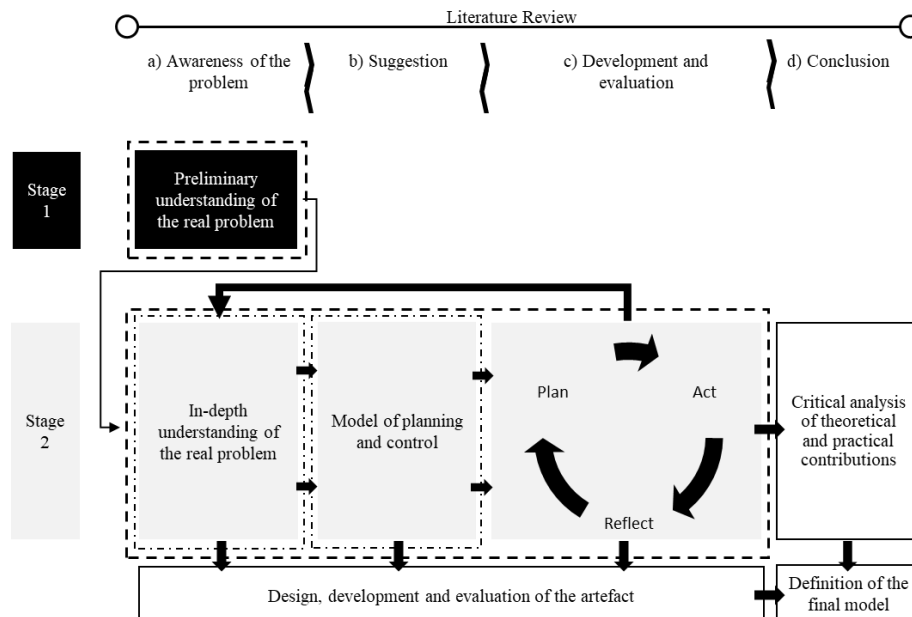 Literature Review
a) Awareness of the
problem
b) Suggestion
c) Development and
evaluation
d) Conclusion
Stage
1
Preliminary
understanding of
the real problem
Stage
2
In-depth
understanding of
the real problem
Model of planning
and control
Plan
Act
Reflect
Critical analysis
of theoretical
and practical
contributions
Design, development and evaluation of the artefact
Definition of the
final model